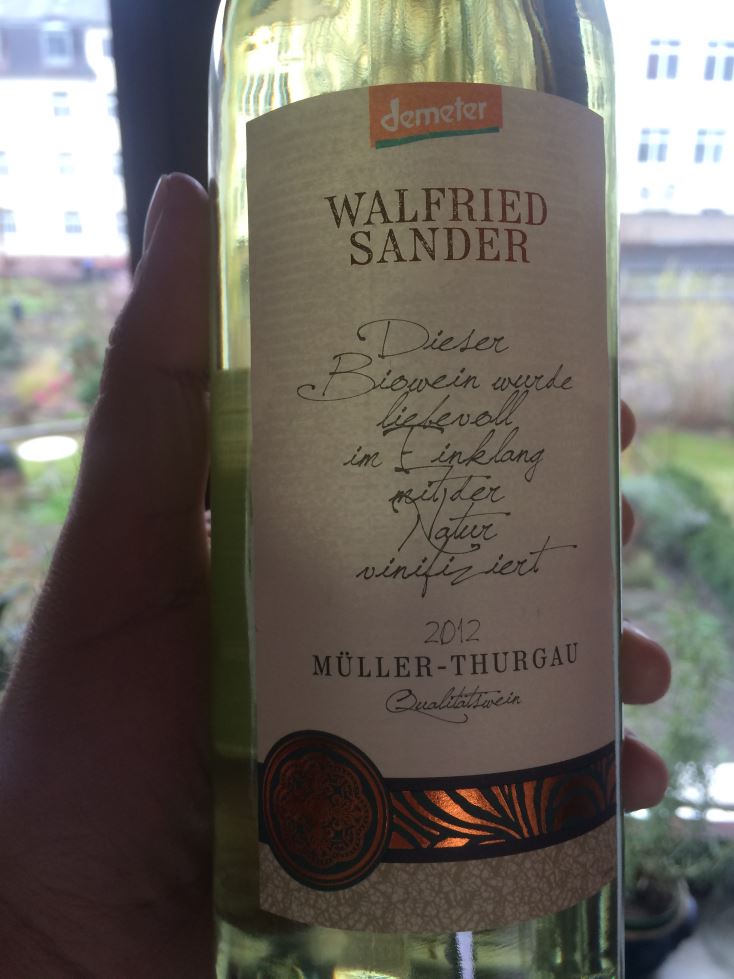 demeter
WALFRIED
SANDER
Dieser
Biowein wurde
liebevoll
im Einklang
mit der
Natur
vinifiziert
2012
MÜLLER-THURGAU
Qualitätswein